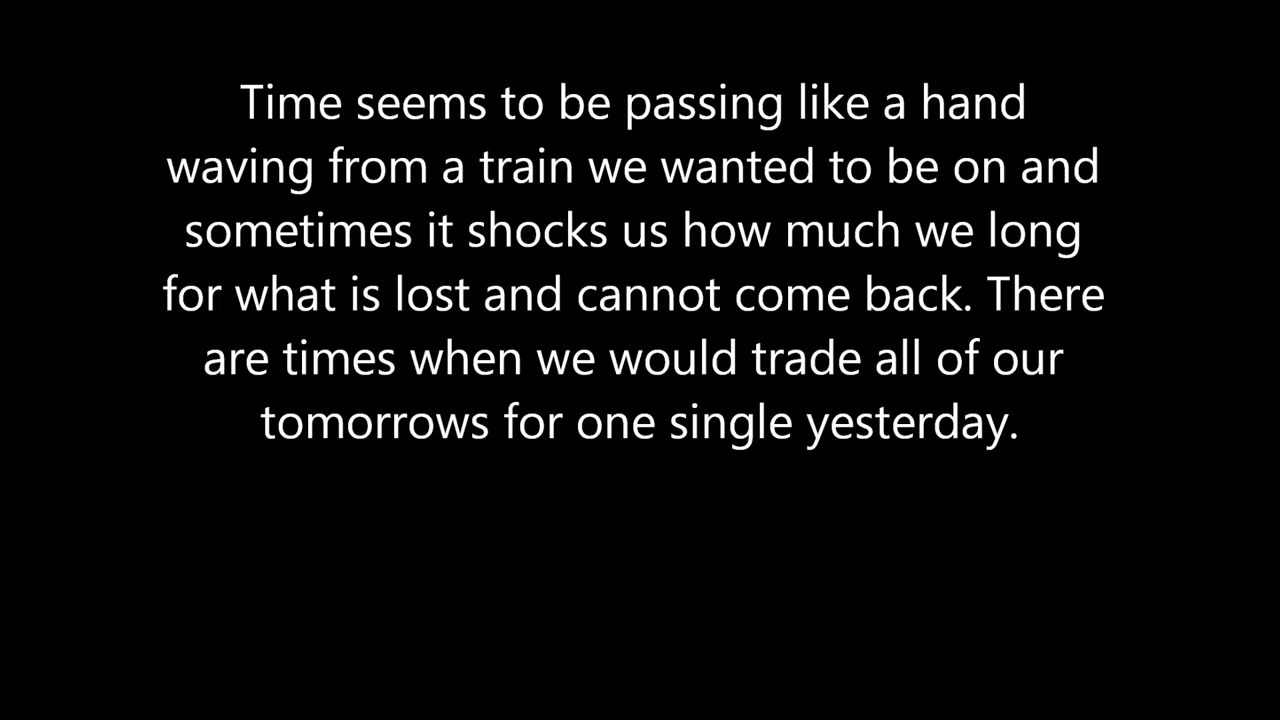 Time seems to be passing like a hand
waving from a train we wanted to be on and
sometimes it shocks us how much we long
for what is lost and cannot come back. There
are times when we would trade all of our
tomorrows for one single yesterday.